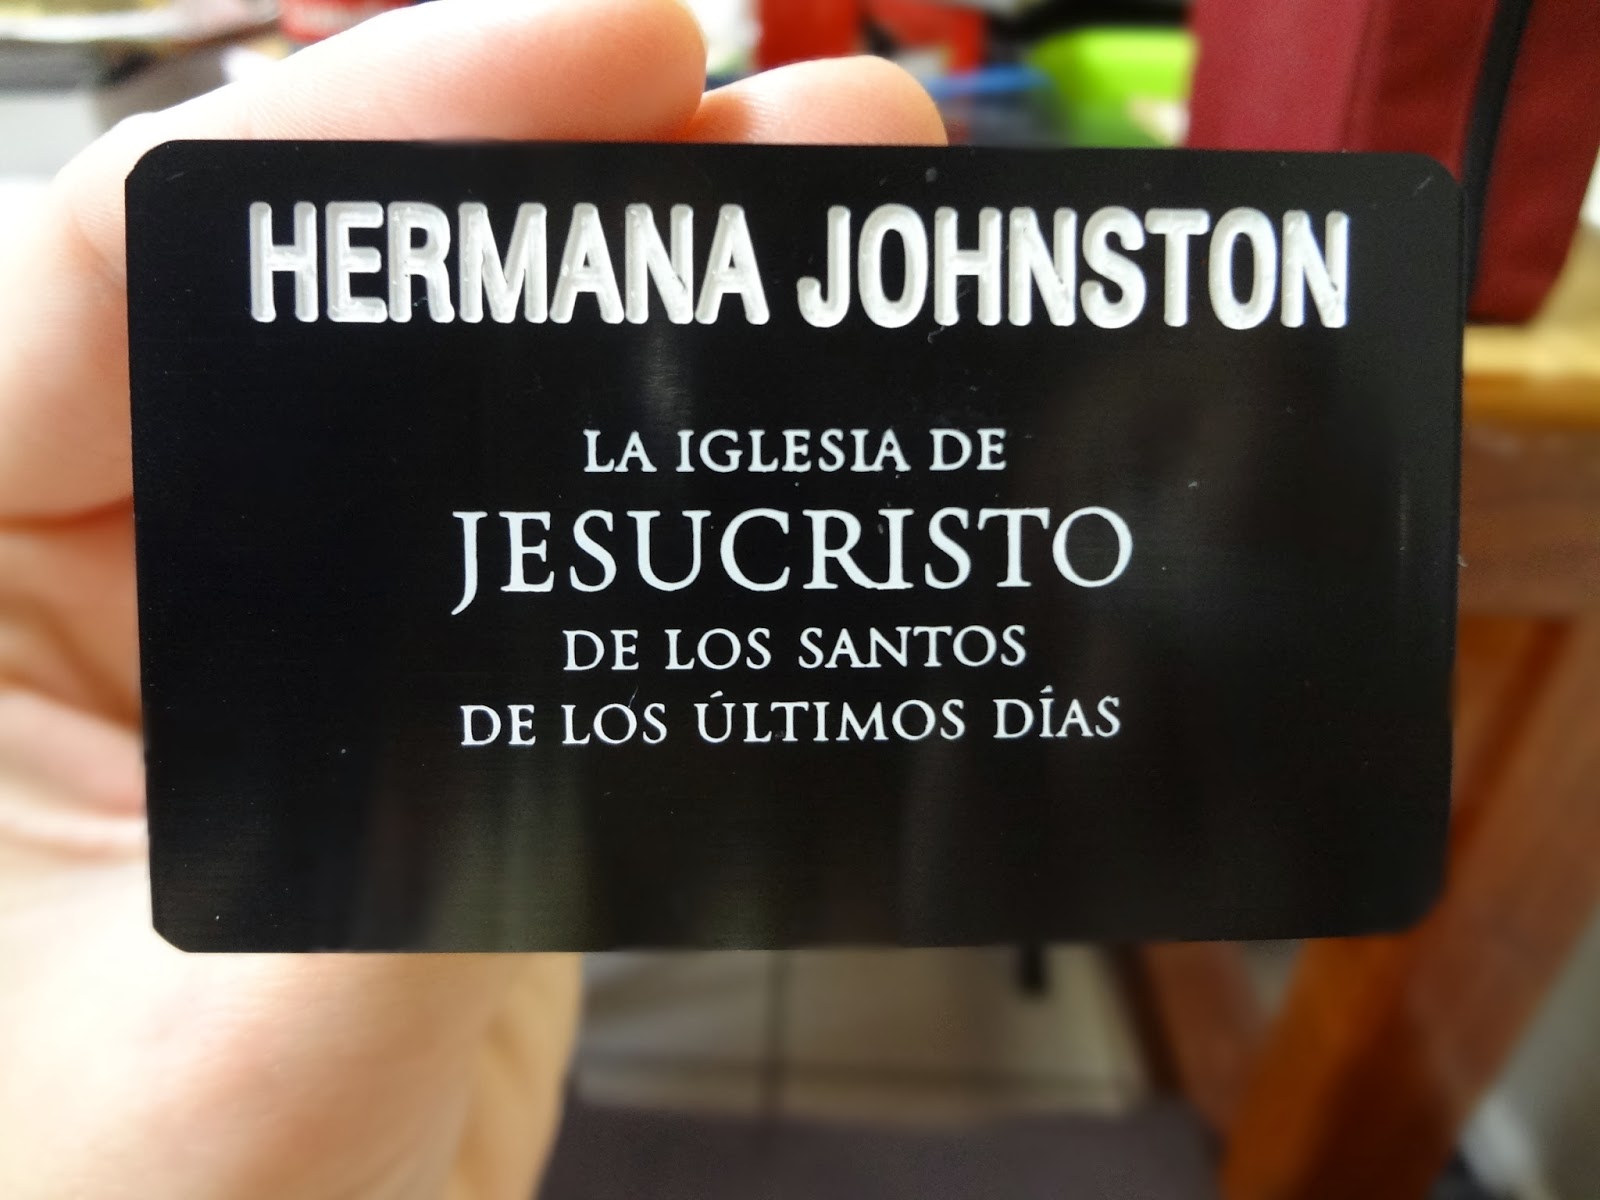 HERMANA JOHNSTON
LA IGLESIA DE
JESUCRISTO
DE LOS SANTOS
DE LOS ÚLTIMOS DÍAS